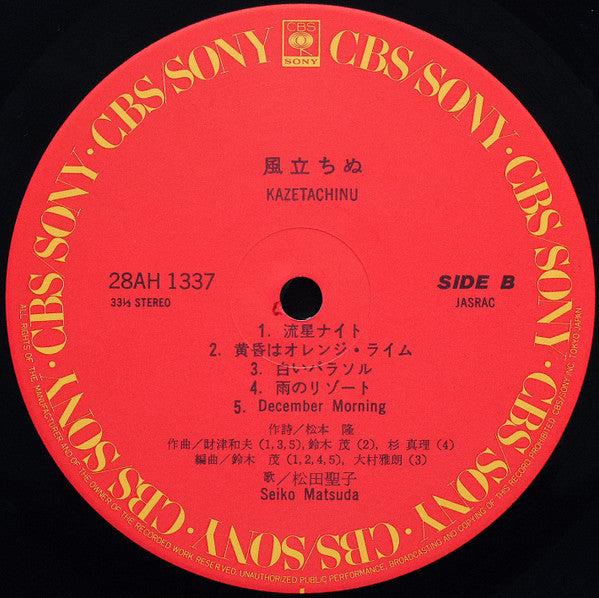 CBS
SONY
CBS/SONY · CBS/SONY · CBS/SONY · CBS/SONY · CBS/SONY · CBS/SONY · CBS/SONY · CBS/SONY
風立ちぬ
KAZETACHINU
28AH 1337
33⅓ STEREO
SIDE B
JASRAC
1. 流星ナイト
2. 黄昏はオレンジ・ライム
3. 白いパラソル
4. 雨のリゾート
5. December Morning
作詩／松本 隆
作曲／財津和夫 (1,3,5), 鈴木 茂 (2), 杉 真理 (4)
編曲／鈴木 茂 (1,2,4,5), 大村雅朗 (3)
歌／松田聖子
Seiko Matsuda
ALL RIGHTS OF THE MANUFACTURER AND OF THE OWNER OF THE RECORDED WORK RESERVED. UNAUTHORIZED PUBLIC PERFORMANCE, BROADCASTING AND COPYING OF THIS RECORD PROHIBITED. CBS/SONY INC. TOKYO JAPAN